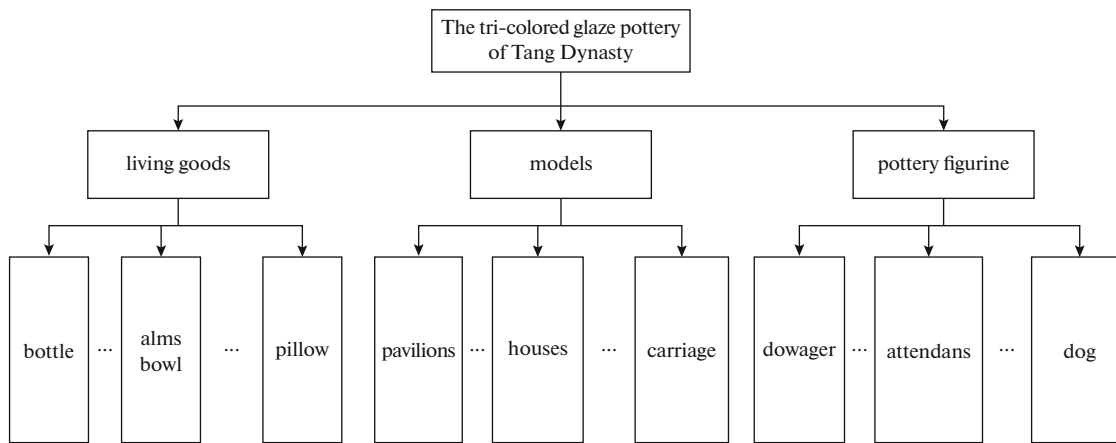 The tri-colored glaze pottery
of Tang Dynasty
living goods
models
pottery figurine
bottle
...
alms
bowl
...
pillow
pavilions
...
houses
...
carriage
dowager
...
attendans
...
dog